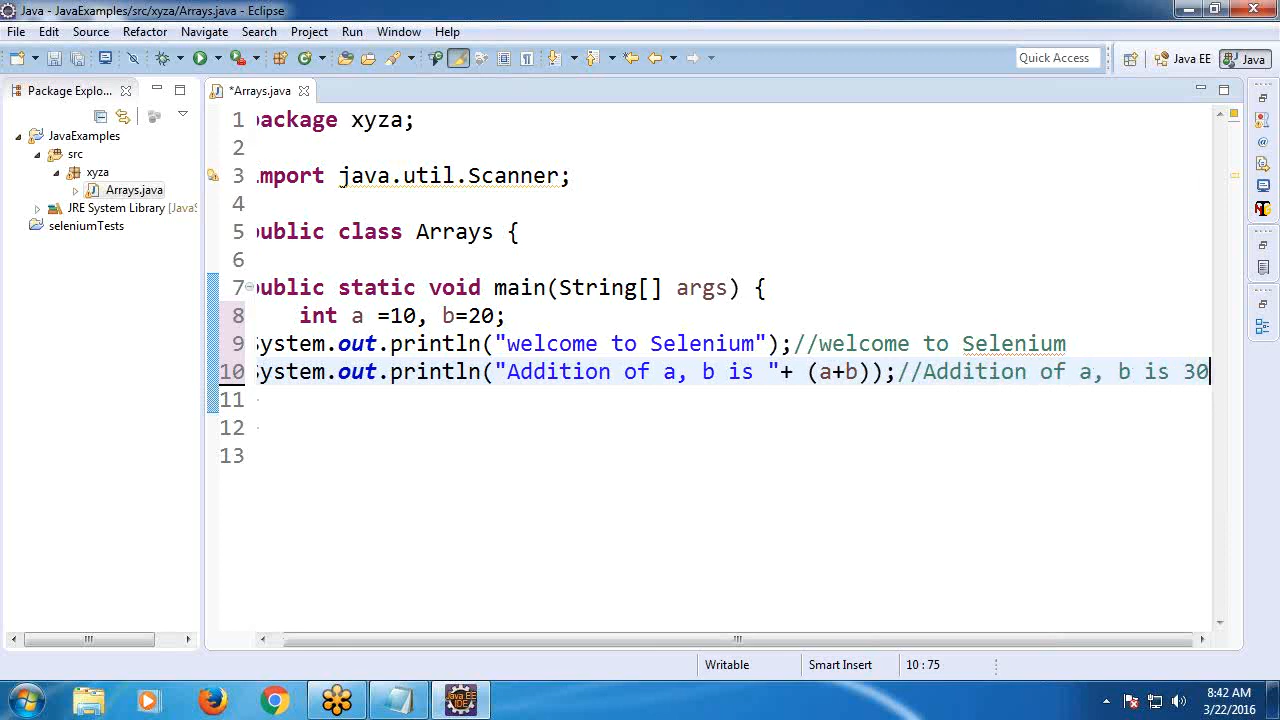 Java - JavaExamples/src/xyza/Arrays.java - Eclipse
File Edit Source Refactor Navigate Search Project Run Window Help
Quick Access
Java EE
Java
Package Explo...
*Arrays.java
JavaExamples
src
xyza
Arrays.java
JRE System Library [JavaS
seleniumTests
1 package xyza;
2
3 import java.util.Scanner;
4
5 public class Arrays {
6
7 public static void main(String[] args) {
8 int a =10, b=20;
9 System.out.println("welcome to Selenium");//welcome to Selenium
10 System.out.println("Addition of a, b is "+ (a+b));//Addition of a, b is 30
11
12
13
Writable Smart Insert 10 : 75
Java EE
IDE
8:42 AM
3/22/2016